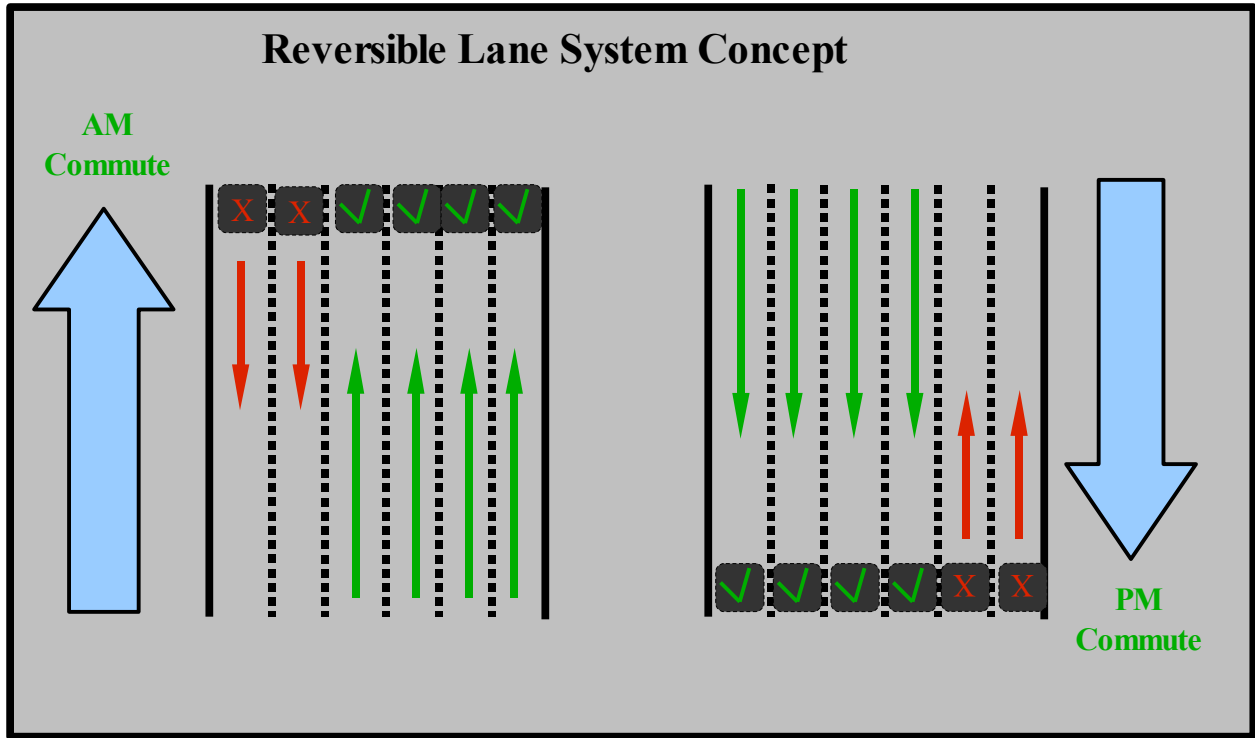 Reversible Lane System Concept
AM
Commute
X X √ √ √ √
√ √ √ √ X X
PM
Commute